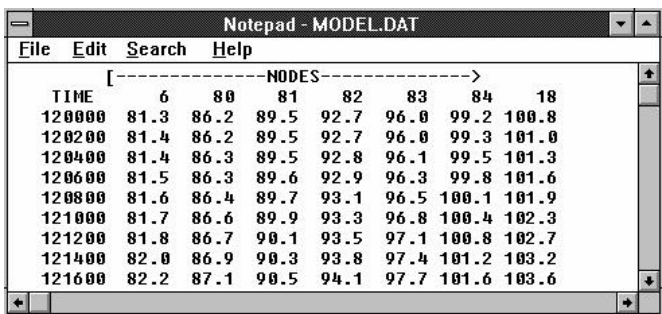 Notepad - MODEL.DAT
File Edit Search Help
[---------------NODES--------------->
TIME 6 80 81 82 83 84 18
120000 81.3 86.2 89.5 92.7 96.0 99.2 100.8
120200 81.4 86.2 89.5 92.7 96.0 99.3 101.0
120400 81.4 86.3 89.5 92.8 96.1 99.5 101.3
120600 81.5 86.3 89.6 92.9 96.3 99.8 101.6
120800 81.6 86.4 89.7 93.1 96.5 100.1 101.9
121000 81.7 86.6 89.9 93.3 96.8 100.4 102.3
121200 81.8 86.7 90.1 93.5 97.1 100.8 102.7
121400 82.0 86.9 90.3 93.8 97.4 101.2 103.2
121600 82.2 87.1 90.5 94.1 97.7 101.6 103.6